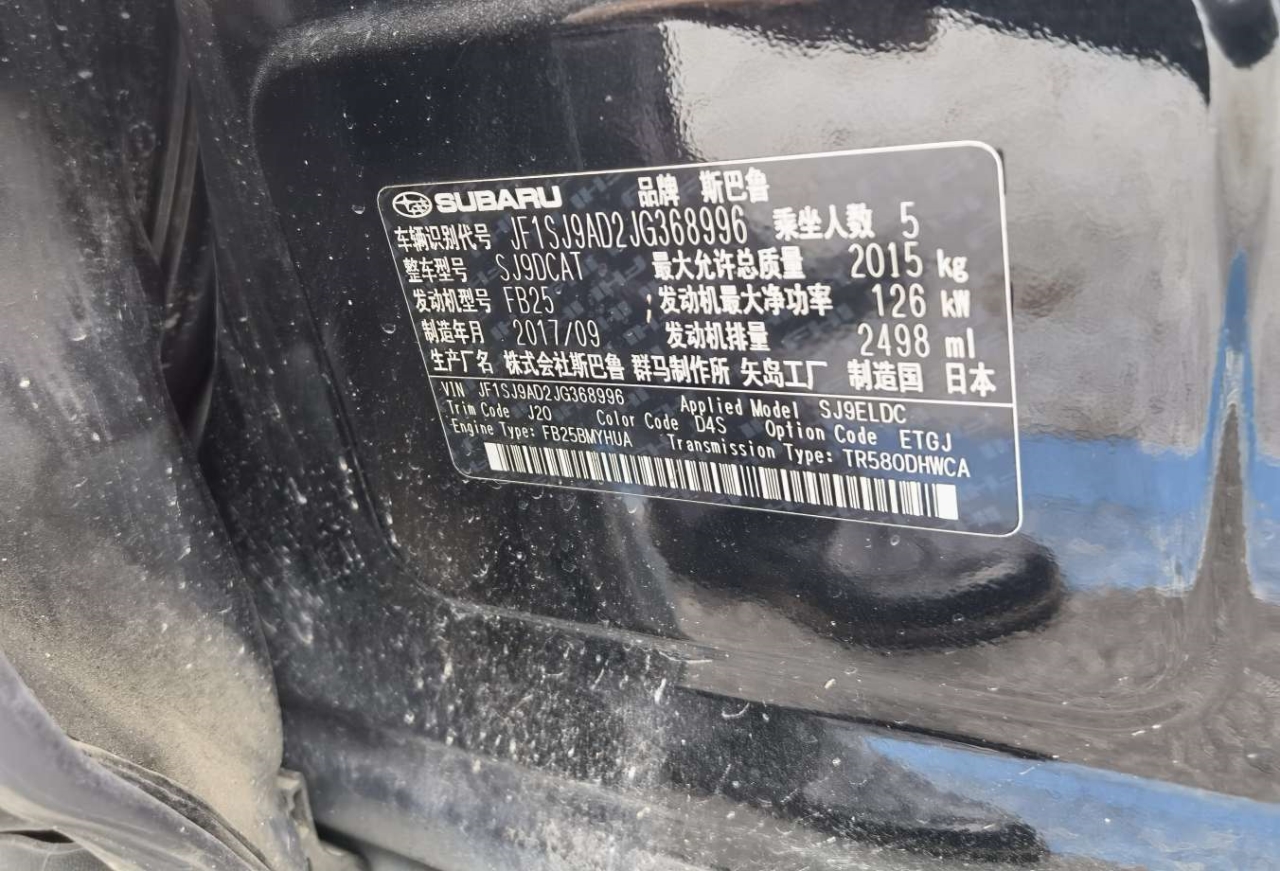 SUBARU 品牌 斯巴鲁
车辆识别代号 JF1SJ9AD2JG368996 乘坐人数 5
整车型号 SJ9DCAT 最大允许总质量 2015 kg
发动机型号 FB25 ; 发动机最大净功率 126 kW
制造年月 2017/09 发动机排量 2498 ml
生产厂名 株式会社斯巴鲁 群马制作所 矢岛工厂 制造国 日本
VIN JF1SJ9AD2JG368996 Applied Model SJ9ELDC
Trim Code J20 Color Code D4S Option Code ETGJ
Engine Type: FB25BMYHUA Transmission Type: TR580DHWCA